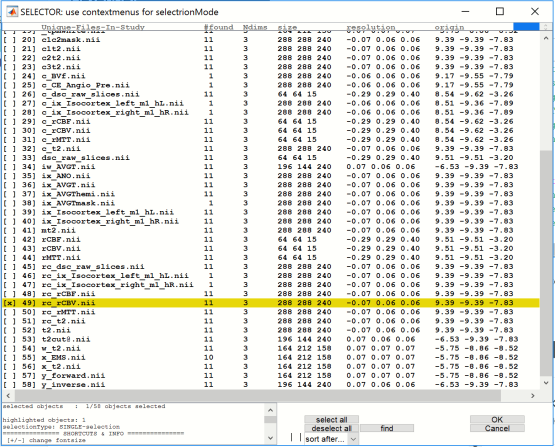 SELECTOR: use contextmenus for selectrionMode
Unique-Files-In-Study #found Ndims size resolution origin
[ ] 20) c1c2mask.nii 11 3 288 288 240 -0.07 0.06 0.06 9.39 -9.39 -7.83
[ ] 21) c1t2.nii 11 3 288 288 240 -0.07 0.06 0.06 9.39 -9.39 -7.83
[ ] 22) c2t2.nii 11 3 288 288 240 -0.07 0.06 0.06 9.39 -9.39 -7.83
[ ] 23) c3t2.nii 11 3 288 288 240 -0.07 0.06 0.06 9.39 -9.39 -7.83
[ ] 24) c_BVf.nii 1 3 288 288 240 -0.06 0.06 0.06 9.17 -9.55 -7.79
[ ] 25) c_CE_Angio_Pre.nii 1 3 288 288 240 -0.06 0.06 0.06 9.17 -9.55 -7.79
[ ] 26) c_dsc_raw_slices.nii 11 3 64 64 15 -0.29 0.29 0.40 8.54 -9.62 -3.26
[ ] 27) c_ix_Isocortex_left_m1_hL.nii 1 3 288 288 240 -0.06 0.06 0.06 8.51 -9.36 -7.89
[ ] 28) c_ix_Isocortex_right_m1_hR.nii 1 3 288 288 240 -0.06 0.06 0.06 8.51 -9.36 -7.89
[ ] 29) c_rCBF.nii 11 3 64 64 15 -0.29 0.29 0.40 8.54 -9.62 -3.26
[ ] 30) c_rCBV.nii 11 3 64 64 15 -0.29 0.29 0.40 8.54 -9.62 -3.26
[ ] 31) c_rMTT.nii 11 3 64 64 15 -0.29 0.29 0.40 8.54 -9.62 -3.26
[ ] 32) c_t2.nii 11 3 288 288 240 -0.07 0.06 0.06 9.39 -9.39 -7.83
[ ] 33) dsc_raw_slices.nii 11 3 64 64 15 -0.29 0.29 0.40 9.51 -9.51 -3.20
[ ] 34) iw_AVGT.nii 11 3 196 144 240 0.07 0.07 0.06 -6.53 -9.39 -7.83
[ ] 35) ix_ANO.nii 11 3 288 288 240 -0.07 0.06 0.06 9.39 -9.39 -7.83
[ ] 36) ix_AVGT.nii 11 3 288 288 240 -0.07 0.06 0.06 9.39 -9.39 -7.83
[ ] 37) ix_AVGThemi.nii 11 3 288 288 240 -0.07 0.06 0.06 9.39 -9.39 -7.83
[ ] 38) ix_AVGTmask.nii 1 3 288 288 240 -0.07 0.06 0.06 9.39 -9.39 -7.83
[ ] 39) ix_Isocortex_left_m1_hL.nii 11 3 288 288 240 -0.07 0.06 0.06 9.39 -9.39 -7.83
[ ] 40) ix_Isocortex_right_m1_hR.nii 11 3 288 288 240 -0.07 0.06 0.06 9.39 -9.39 -7.83
[ ] 41) mt2.nii 11 3 288 288 240 -0.07 0.06 0.06 9.39 -9.39 -7.83
[ ] 42) rCBF.nii 11 3 64 64 15 -0.29 0.29 0.40 9.51 -9.51 -3.20
[ ] 43) rCBV.nii 11 3 64 64 15 -0.29 0.29 0.40 9.51 -9.51 -3.20
[ ] 44) rMTT.nii 11 3 64 64 15 -0.29 0.29 0.40 9.51 -9.51 -3.20
[ ] 45) rc_dsc_raw_slices.nii 11 3 288 288 240 -0.07 0.06 0.06 9.39 -9.39 -7.83
[ ] 46) rc_ix_Isocortex_left_m1_hL.nii 1 3 288 288 240 -0.07 0.06 0.06 9.39 -9.39 -7.83
[ ] 47) rc_ix_Isocortex_right_m1_hR.nii 1 3 288 288 240 -0.07 0.06 0.06 9.39 -9.39 -7.83
[ ] 48) rc_rCBF.nii 11 3 288 288 240 -0.07 0.06 0.06 9.39 -9.39 -7.83
[x] 49) rc_rCBV.nii 11 3 288 288 240 -0.07 0.06 0.06 9.39 -9.39 -7.83
[ ] 50) rc_rMTT.nii 11 3 288 288 240 -0.07 0.06 0.06 9.39 -9.39 -7.83
[ ] 51) rc_t2.nii 11 3 288 288 240 -0.07 0.06 0.06 9.39 -9.39 -7.83
[ ] 52) t2.nii 11 3 288 288 240 -0.07 0.06 0.06 9.39 -9.39 -7.83
[ ] 53) t2cut@.nii 11 3 196 144 240 0.07 0.07 0.06 -6.53 -9.39 -7.83
[ ] 54) w_t2.nii 11 3 164 212 158 0.07 0.07 0.07 -5.75 -8.86 -8.52
[ ] 55) x_EMS.nii 10 3 164 212 158 0.07 0.07 0.07 -5.75 -8.86 -8.52
[ ] 57) y_forward.nii 11 3 164 212 158 0.07 0.07 0.07 -5.75 -8.86 -8.52
[ ] 58) y_inverse.nii 11 3 196 144 240 0.07 0.07 0.06 -6.53 -9.39 -7.83
selected objects : 1/58 objects selected
highlighted objects: 1
selectionType: SINGLE-selection
=============== SHORTCUTS & INFO ===============
[+/-] change fontsize
select all
deselect all
find
sort after...
OK
Cancel